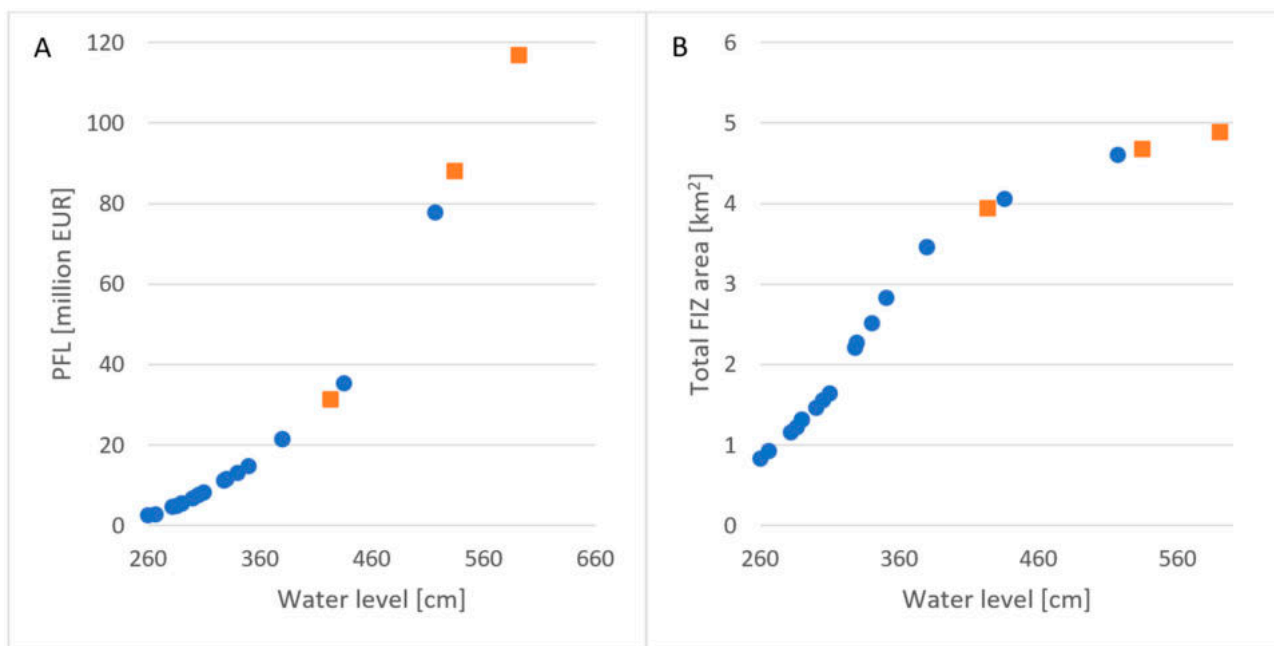 A
PFL [million EUR]
120
100
80
60
40
20
0
260 360 460 560 660
Water level [cm]
B
Total FIZ area [km²]
6
5
4
3
2
1
0
260 360 460 560
Water level [cm]